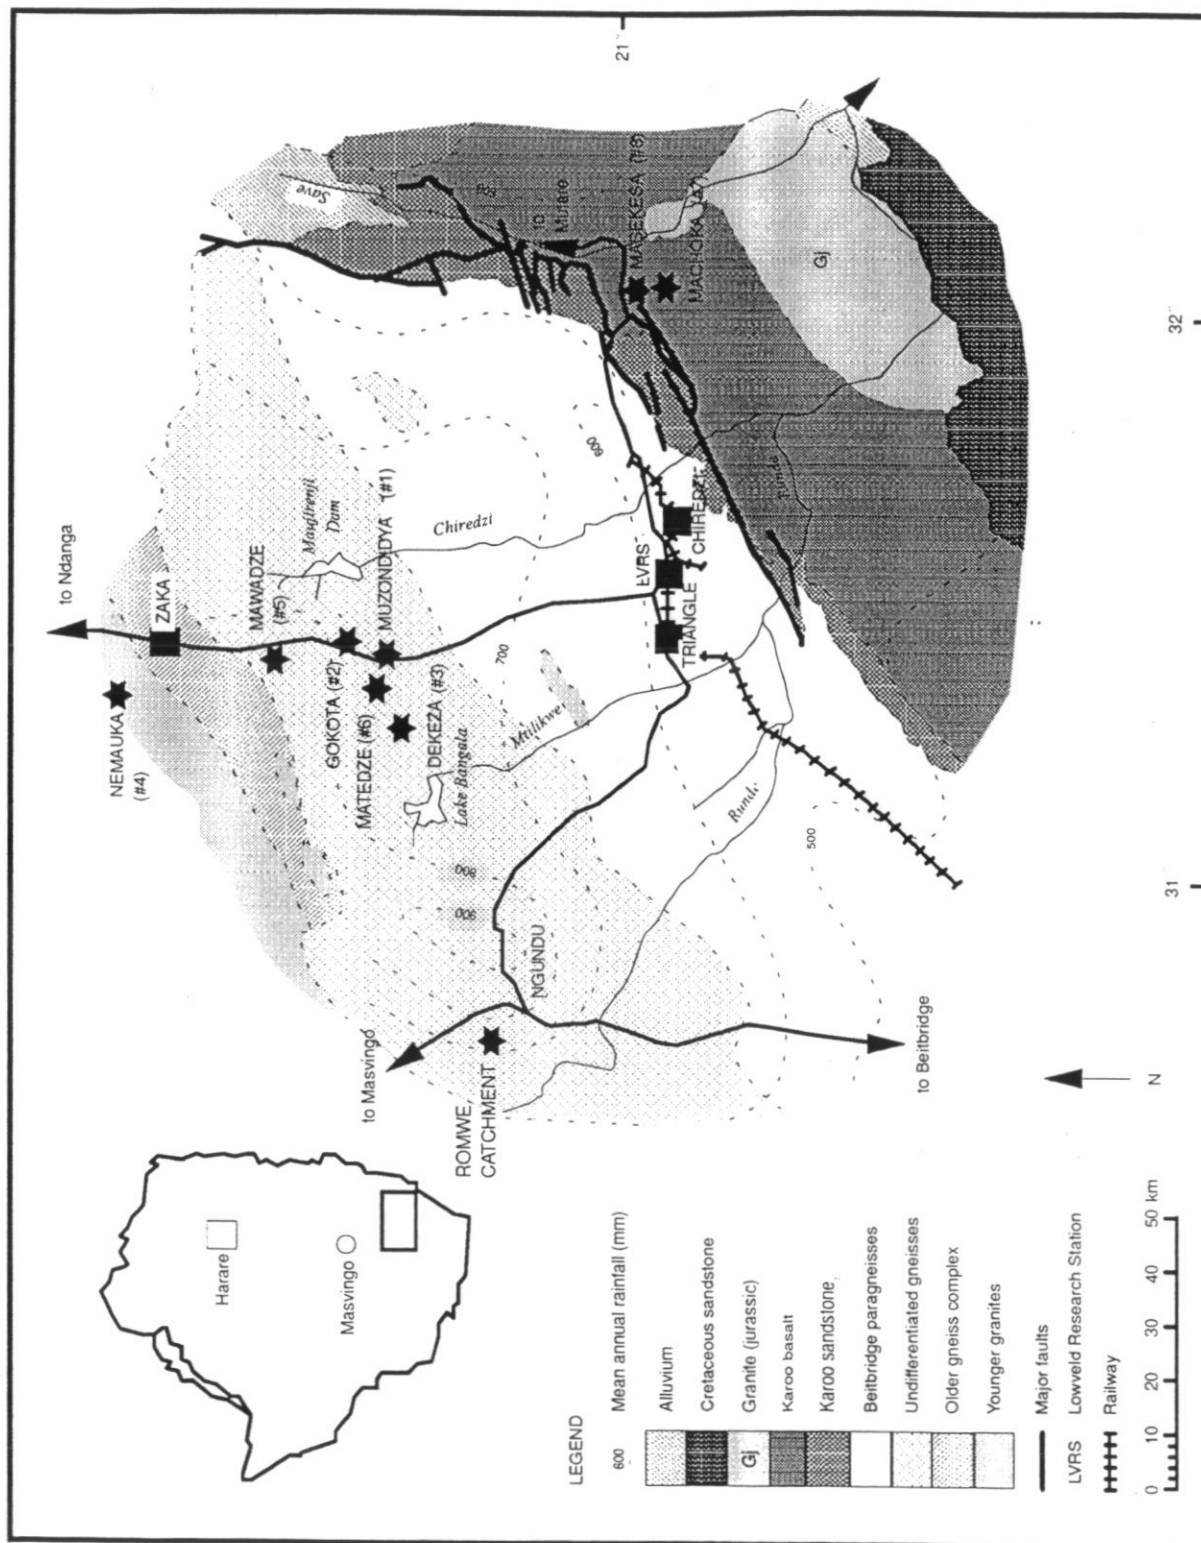 21
32
31
to Ndanga
ZAKA
NEMAUKA
(#4)
MAWADZE
(#5)
GOKOTA (#2)
MUZONDIDYA (#1)
MATEDZE (#6)
DEKEZA (#3)
Dam
Chiredzi
Lake Bangala
700
600
800
900
500
Save
to
Mutare
MASEKESA (#8)
MACHOKA (#7)
Gj
LVRS
TRIANGLE
CHIREDZI
Runde
Runde
NGUNDU
to Masvingo
ROMWE
CATCHMENT
to Beitbridge
N
Harare
Masvingo
LEGEND
600 Mean annual rainfall (mm)
Alluvium
Cretaceous sandstone
Gj Granite (jurassic)
Karoo basalt
Karoo sandstone
Beitbridge paragneisses
Undifferentiated gneisses
Older gneiss complex
Younger granites
Major faults
LVRS Lowveld Research Station
Railway
0 10 20 30 40 50 km